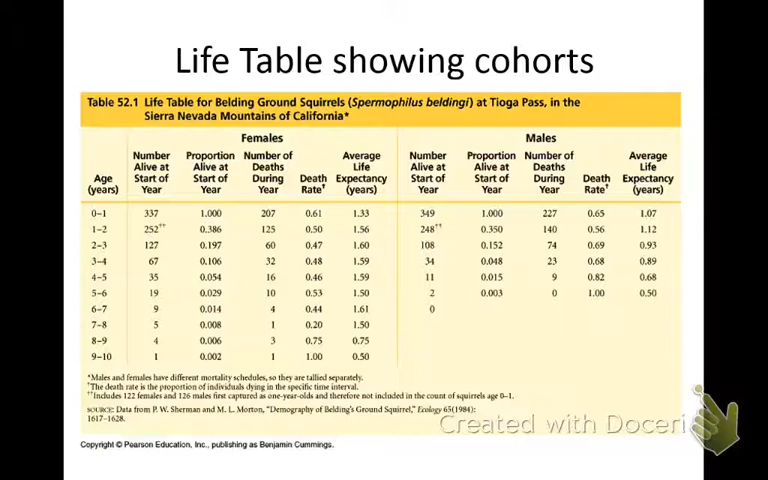 Life Table showing cohorts
Table 52.1 Life Table for Belding Ground Squirrels (Spermophilus beldingi) at Tioga Pass, in the
Sierra Nevada Mountains of California*
Females Males
Age (years) Number Alive at Start of Year Proportion Alive at Start of Year Number of Deaths During Year Death Rate† Average Life Expectancy (years) Number Alive at Start of Year Proportion Alive at Start of Year Number of Deaths During Year Death Rate† Average Life Expectancy (years)
0–1 337 1.000 207 0.61 1.33 349 1.000 227 0.65 1.07
1–2 252†† 0.386 125 0.50 1.56 248†† 0.350 140 0.56 1.12
2–3 127 0.197 60 0.47 1.60 108 0.152 74 0.69 0.93
3–4 67 0.106 32 0.48 1.59 34 0.048 23 0.68 0.89
4–5 35 0.054 16 0.46 1.59 11 0.015 9 0.82 0.68
5–6 19 0.029 10 0.53 1.50 2 0.003 0 1.00 0.50
6–7 9 0.014 4 0.44 1.61 0
7–8 5 0.008 1 0.20 1.50
8–9 4 0.006 3 0.75 0.75
9–10 1 0.002 1 1.00 0.50
*Males and females have different mortality schedules, so they are tallied separately.
†The death rate is the proportion of individuals dying in the specific time interval.
††Includes 122 females and 126 males first captured as one-year-olds and therefore not included in the count of squirrels age 0–1.
SOURCE: Data from P. W. Sherman and M. L. Morton, "Demography of Belding's Ground Squirrel," Ecology 65(1984):
1617–1628.
Created with Doceri
Copyright © Pearson Education, Inc., publishing as Benjamin Cummings.